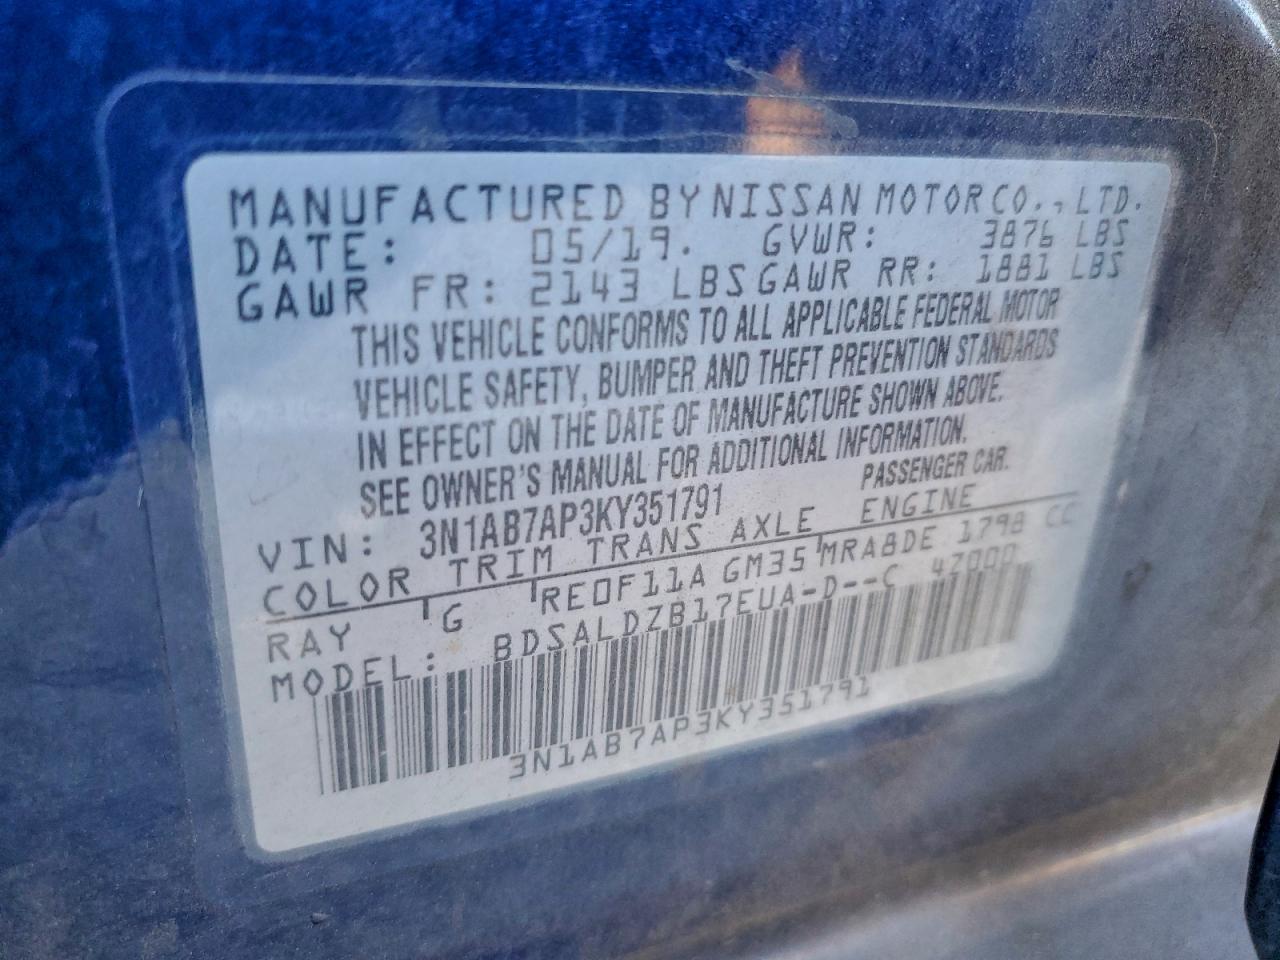 MANUFACTURED BY NISSAN MOTOR CO., LTD.
DATE: 05/19. GVWR: 3876 LBS
GAWR FR: 2143 LBS GAWR RR: 1881 LBS
THIS VEHICLE CONFORMS TO ALL APPLICABLE FEDERAL MOTOR
VEHICLE SAFETY, BUMPER AND THEFT PREVENTION STANDARDS
IN EFFECT ON THE DATE OF MANUFACTURE SHOWN ABOVE.
SEE OWNER'S MANUAL FOR ADDITIONAL INFORMATION.
VIN: 3N1AB7AP3KY351791 PASSENGER CAR.
COLOR TRIM TRANS AXLE ENGINE
RAY G RE0F11A GM35 MRA8DE 1798 CC
MODEL: BDSALDZB17EUA-D--C 47000
3N1AB7AP3KY351791